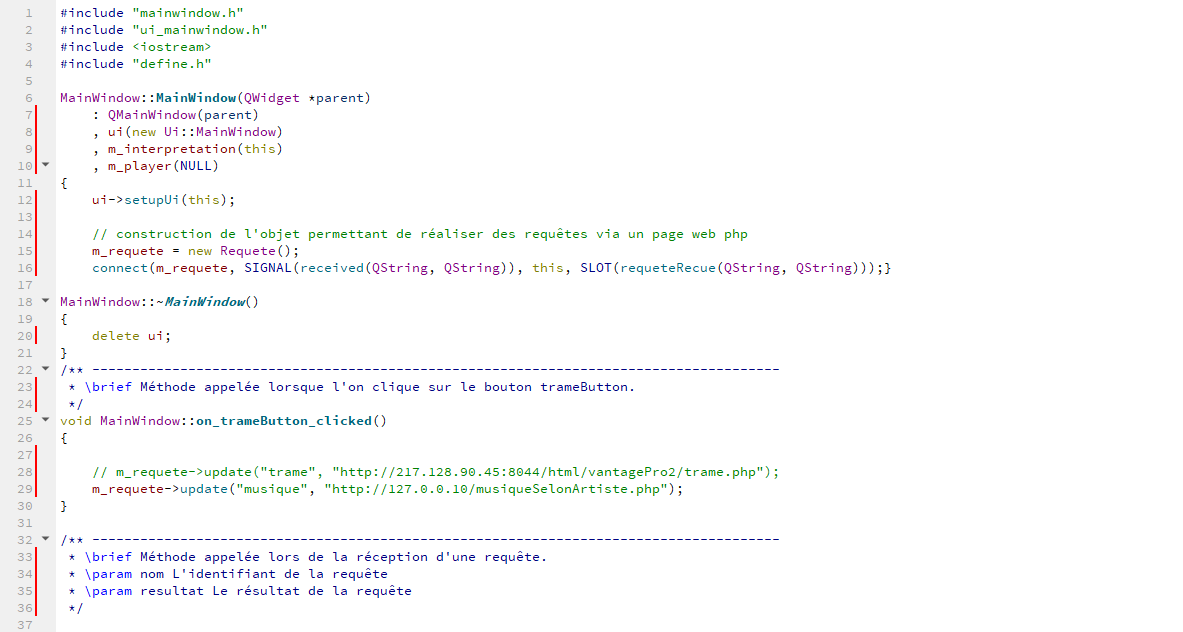 1 #include "mainwindow.h"
2 #include "ui_mainwindow.h"
3 #include <iostream>
4 #include "define.h"
5
6 MainWindow::MainWindow(QWidget *parent)
7     : QMainWindow(parent)
8     , ui(new Ui::MainWindow)
9     , m_interpretation(this)
10     , m_player(NULL)
11 {
12     ui->setupUi(this);
13
14     // construction de l'objet permettant de réaliser des requêtes via un page web php
15     m_requete = new Requete();
16     connect(m_requete, SIGNAL(received(QString, QString)), this, SLOT(requeteRecue(QString, QString)));}
17
18 MainWindow::~MainWindow()
19 {
20     delete ui;
21 }
22 /** --------------------------------------------------------------------------------------
23  * \brief Méthode appelée lorsque l'on clique sur le bouton trameButton.
24  */
25 void MainWindow::on_trameButton_clicked()
26 {
27
28     // m_requete->update("trame", "http://217.128.90.45:8044/html/vantagePro2/trame.php");
29     m_requete->update("musique", "http://127.0.0.10/musiqueSelonArtiste.php");
30 }
31
32 /** --------------------------------------------------------------------------------------
33  * \brief Méthode appelée lors de la réception d'une requête.
34  * \param nom L'identifiant de la requête
35  * \param resultat Le résultat de la requête
36  */
37